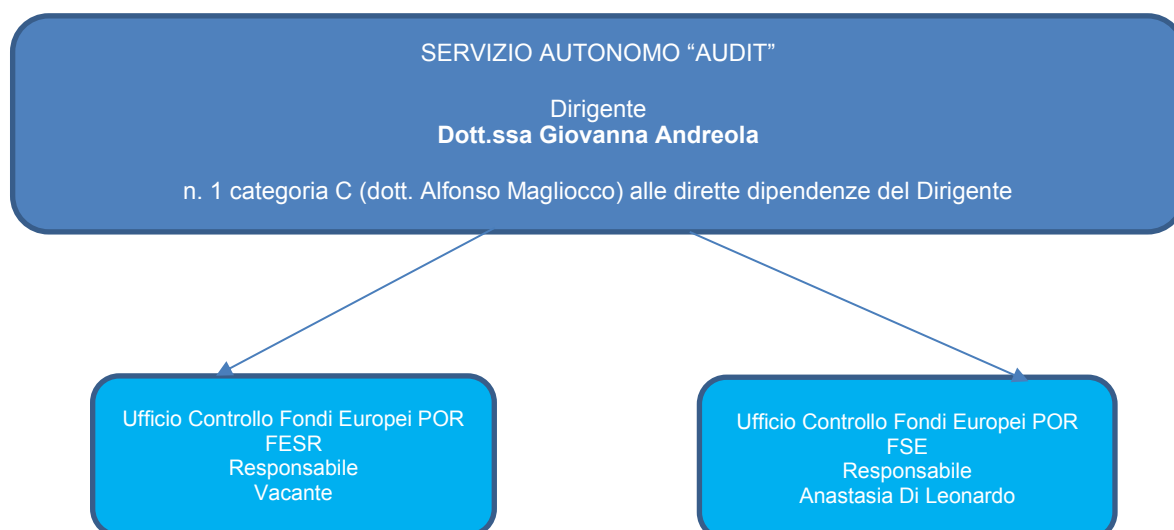 SERVIZIO AUTONOMO “AUDIT”
Dirigente
Dott.ssa Giovanna Andreola
n. 1 categoria C (dott. Alfonso Magliocco) alle dirette dipendenze del Dirigente
Ufficio Controllo Fondi Europei POR
FESR
Responsabile
Vacante
Ufficio Controllo Fondi Europei POR
FSE
Responsabile
Anastasia Di Leonardo